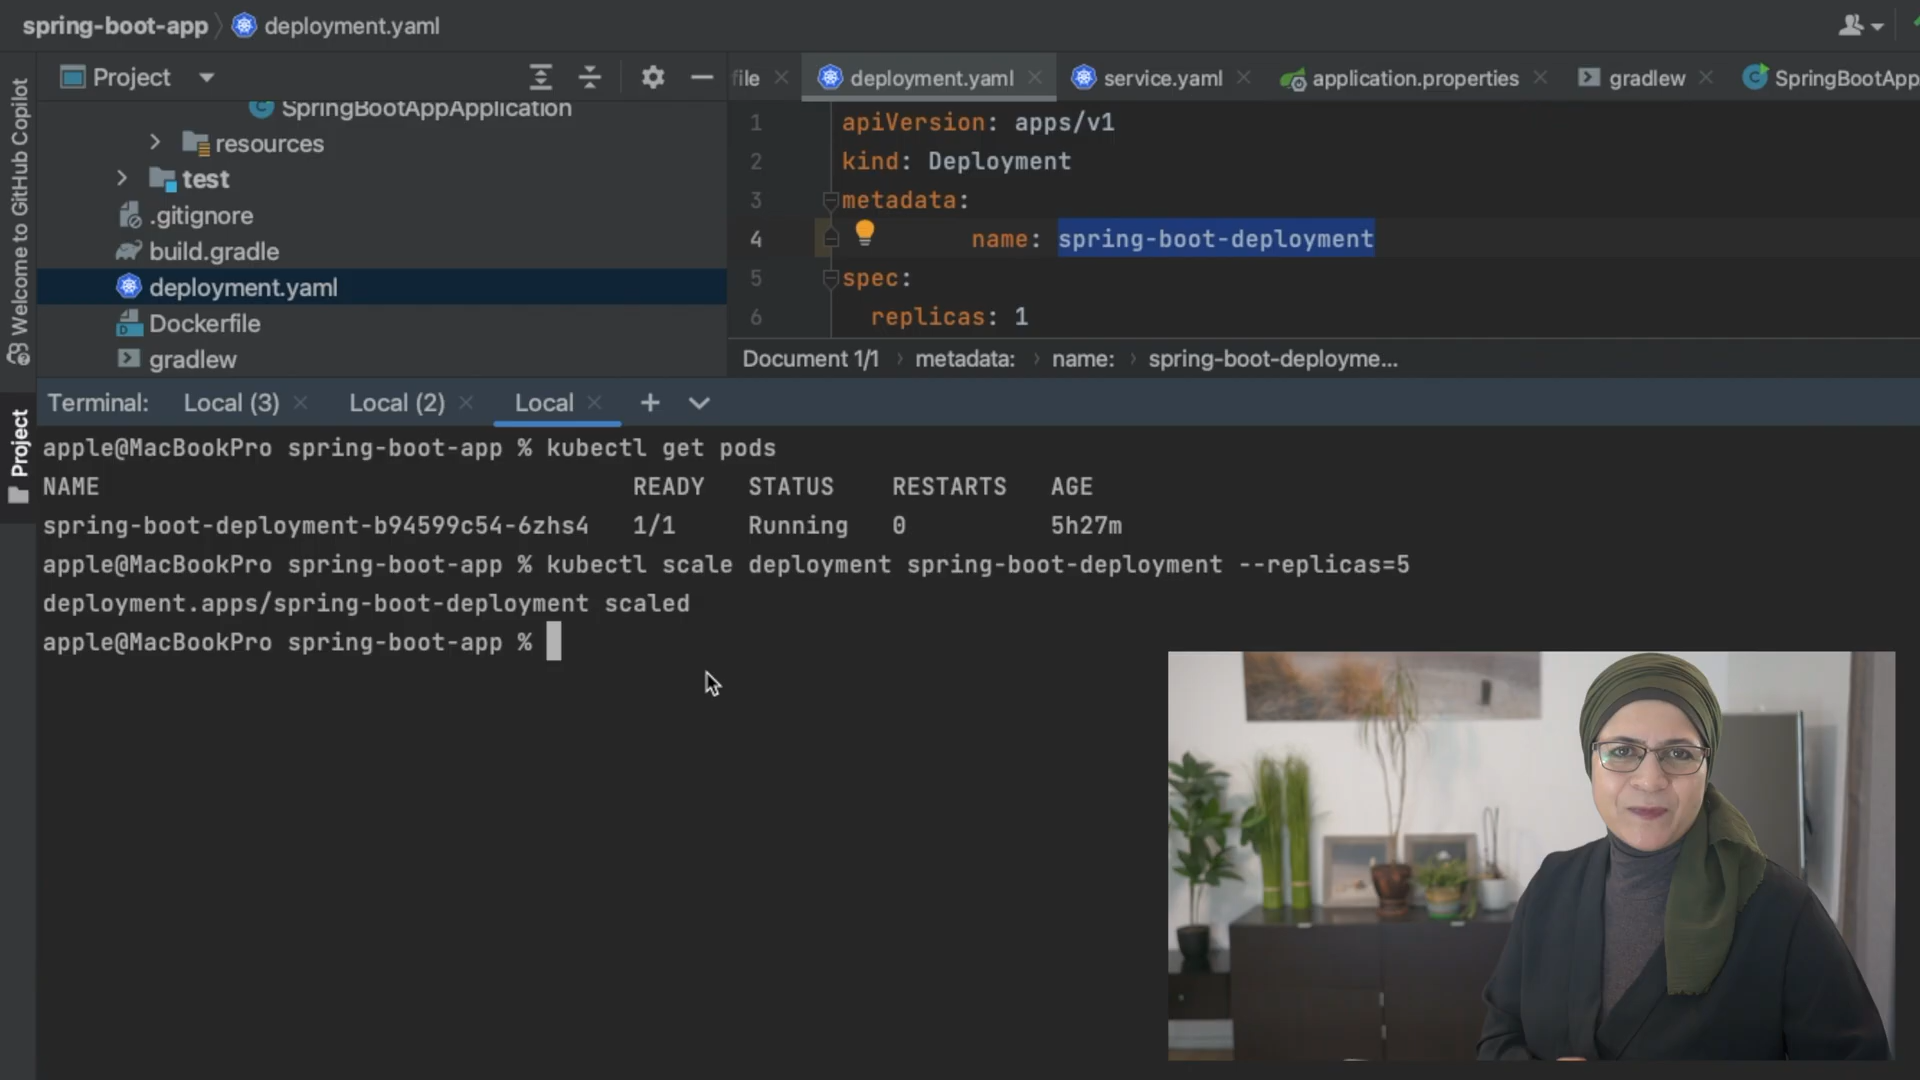 spring-boot-app deployment.yaml
Welcome to GitHub Copilot
Project
Project
SpringBootAppApplication
resources
test
.gitignore
build.gradle
deployment.yaml
Dockerfile
gradlew
file deployment.yaml service.yaml application.properties gradlew SpringBootApp
1 apiVersion: apps/v1
2 kind: Deployment
3 metadata:
4 name: spring-boot-deployment
5 spec:
6 replicas: 1
Document 1/1 › metadata: › name: › spring-boot-deployme...
Terminal: Local (3) Local (2) Local
apple@MacBookPro spring-boot-app % kubectl get pods
NAME READY STATUS RESTARTS AGE
spring-boot-deployment-b94599c54-6zhs4 1/1 Running 0 5h27m
apple@MacBookPro spring-boot-app % kubectl scale deployment spring-boot-deployment --replicas=5
deployment.apps/spring-boot-deployment scaled
apple@MacBookPro spring-boot-app %